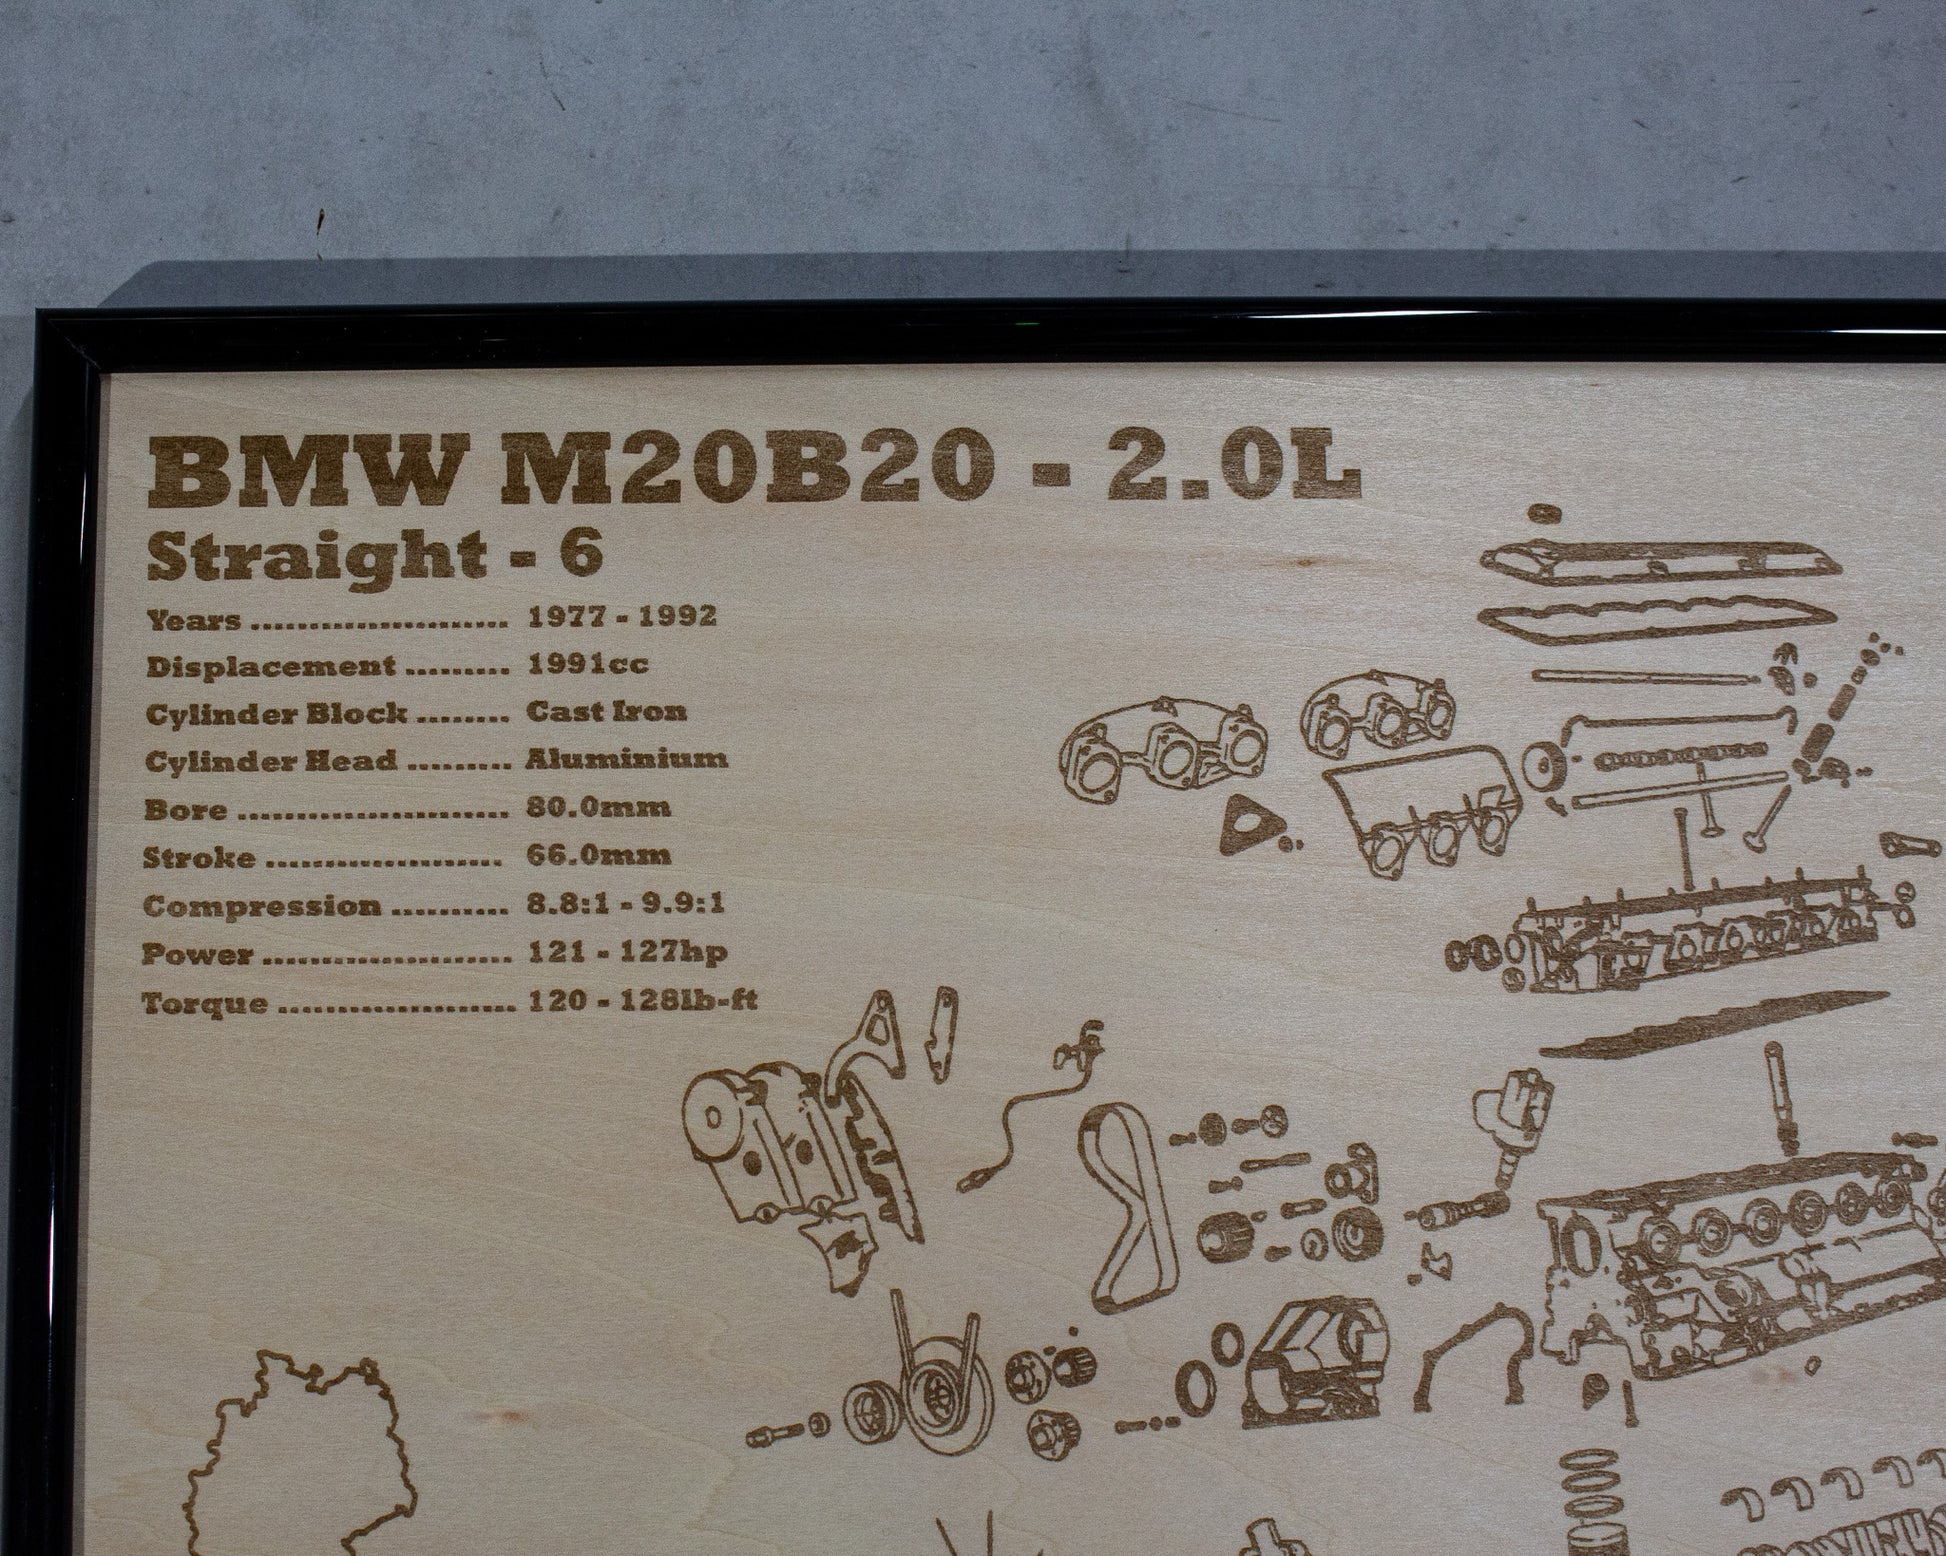 BMW M20B20 - 2.0L
Straight - 6
Years .......................... 1977 - 1992
Displacement ........... 1991cc
Cylinder Block ......... Cast Iron
Cylinder Head .......... Aluminium
Bore ........................... 80.0mm
Stroke ........................ 66.0mm
Compression ............ 8.8:1 - 9.9:1
Power ......................... 121 - 127hp
Torque ........................ 120 - 128lb-ft